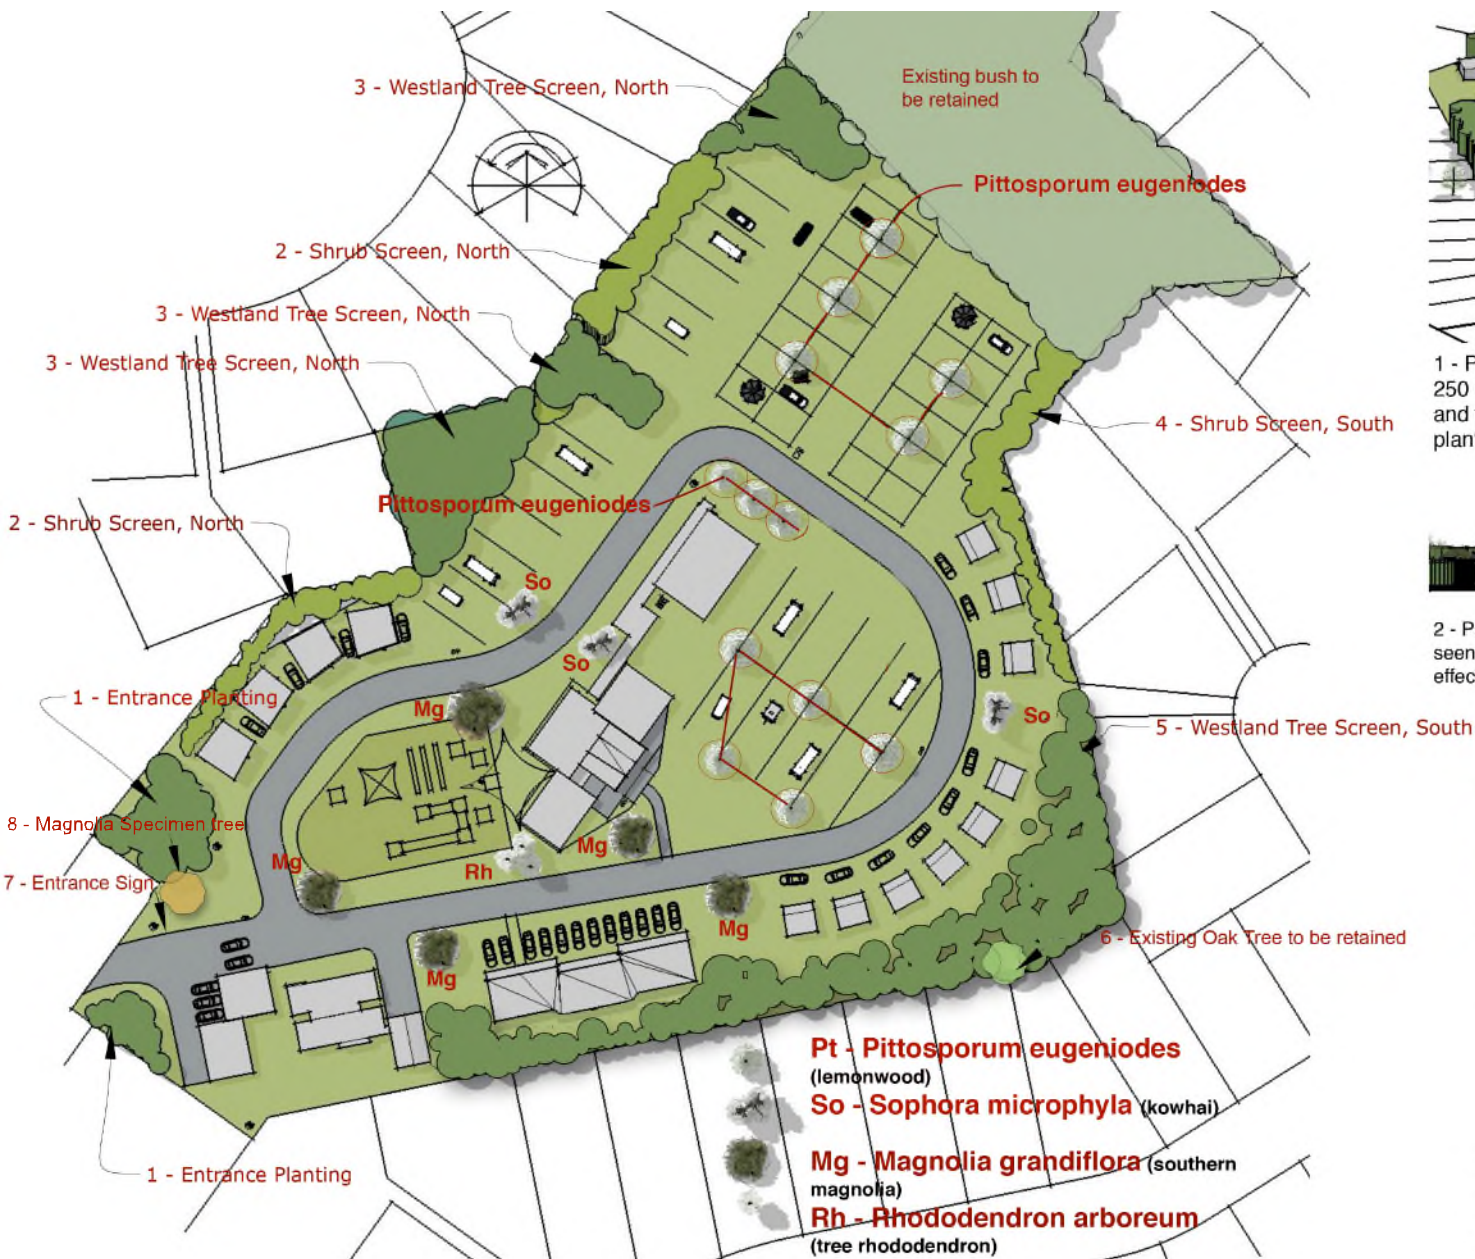 Existing bush to
be retained
3 - Westland Tree Screen, North
Pittosporum eugeniodes
2 - Shrub Screen, North
3 - Westland Tree Screen, North
3 - Westland Tree Screen, North
4 - Shrub Screen, South
Pittosporum eugeniodes
2 - Shrub Screen, North
So
So
1 - Entrance Planting
Mg
So
5 - Westland Tree Screen, South
8 - Magnolia Specimen tree
Mg
Mg
Rh
7 - Entrance Sign
Mg
6 - Existing Oak Tree to be retained
Mg
Pt - Pittosporum eugeniodes
(lemonwood)
So - Sophora microphyla (kowhai)
Mg - Magnolia grandiflora (southern
magnolia)
Rh - Rhododendron arboreum
(tree rhododendron)
1 - Entrance Planting
1 - P
250
and
plan
2 - P
seen
effec